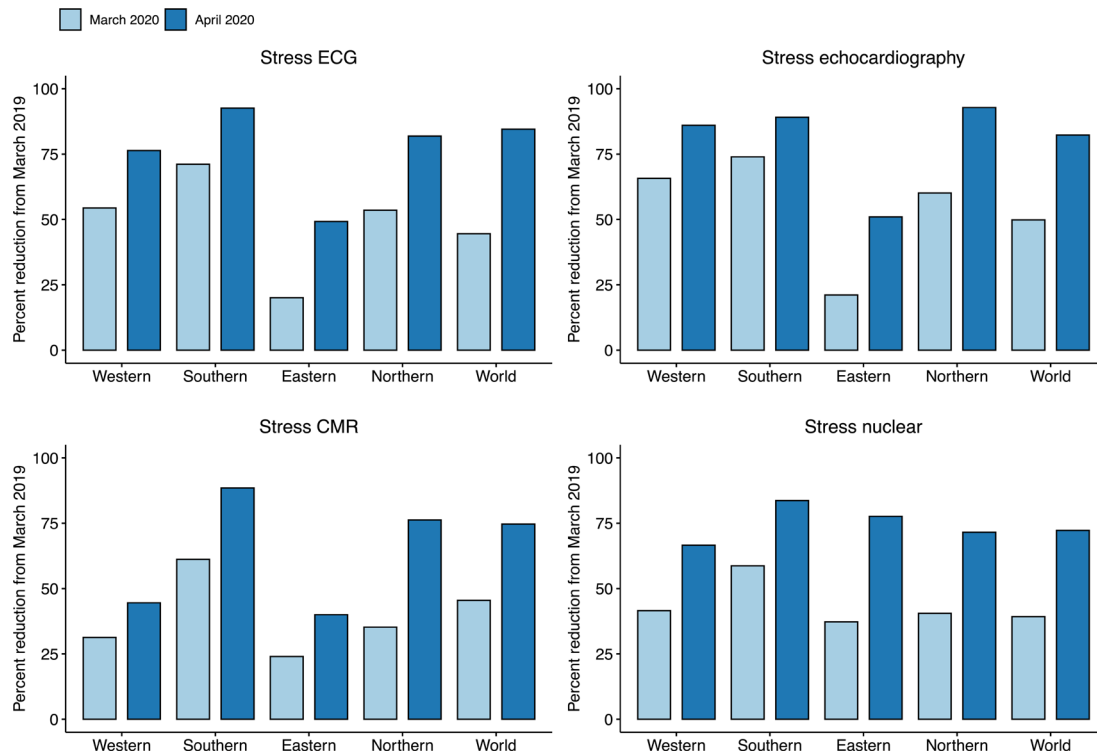 March 2020 April 2020
Stress ECG
Percent reduction from March 2019
100
75
50
25
0
Western Southern Eastern Northern World
Stress echocardiography
Percent reduction from March 2019
100
75
50
25
0
Western Southern Eastern Northern World
Stress CMR
Percent reduction from March 2019
100
75
50
25
0
Western Southern Eastern Northern World
Stress nuclear
Percent reduction from March 2019
100
75
50
25
0
Western Southern Eastern Northern World